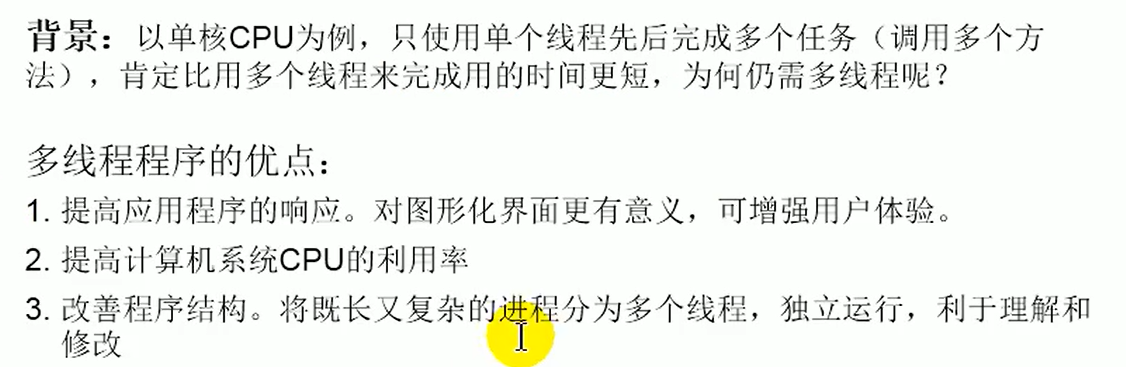 背景：以单核CPU为例，只使用单个线程先后完成多个任务（调用多个方
法），肯定比用多个线程来完成用的时间更短，为何仍需多线程呢？
多线程程序的优点：
1. 提高应用程序的响应。对图形化界面更有意义，可增强用户体验。
2. 提高计算机系统CPU的利用率
3. 改善程序结构。将既长又复杂的进程分为多个线程，独立运行，利于理解和
修改